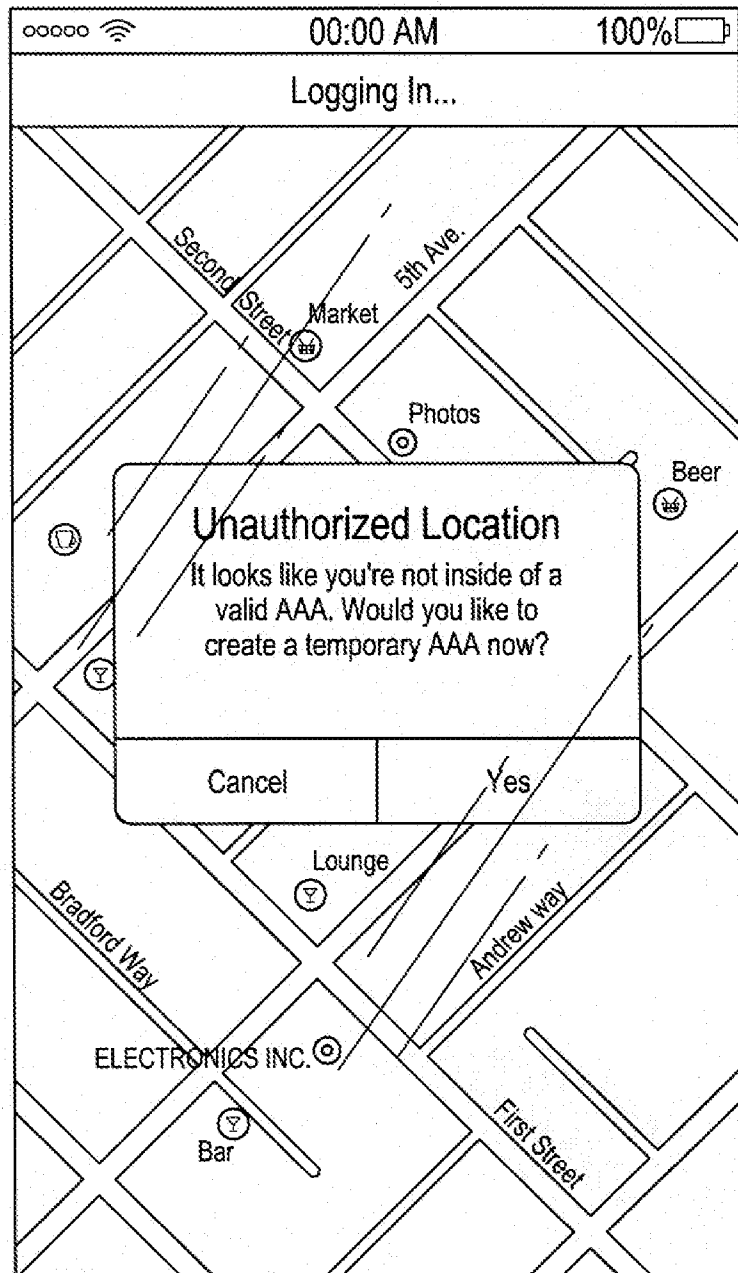 00:00 AM
100%
Logging In...
Second Street
5th Ave.
Market
Photos
Beer
Unauthorized Location
It looks like you're not inside of a
valid AAA. Would you like to
create a temporary AAA now?
Cancel
Yes
Lounge
Bradford Way
Andrew way
ELECTRONICS INC.
First Street
Bar